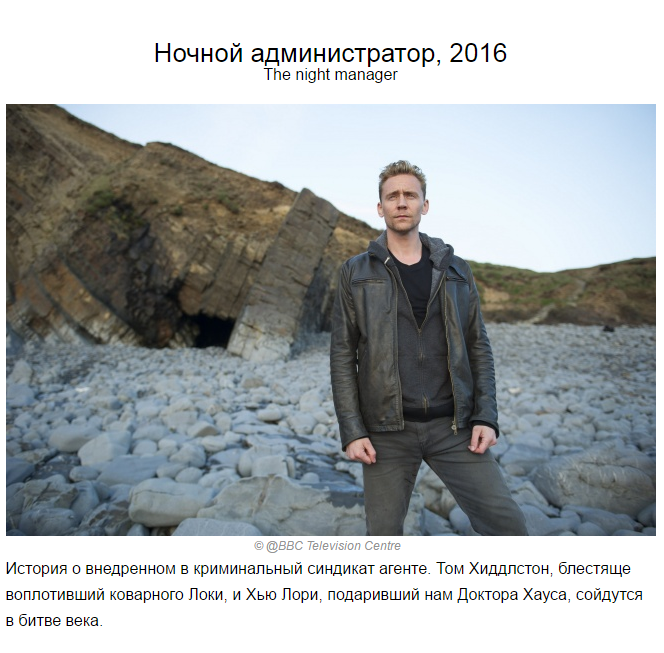 Ночной администратор, 2016
The night manager
© @BBC Television Centre
История о внедренном в криминальный синдикат агенте. Том Хиддлстон, блестяще
воплотивший коварного Локи, и Хью Лори, подаривший нам Доктора Хауса, сойдутся
в битве века.